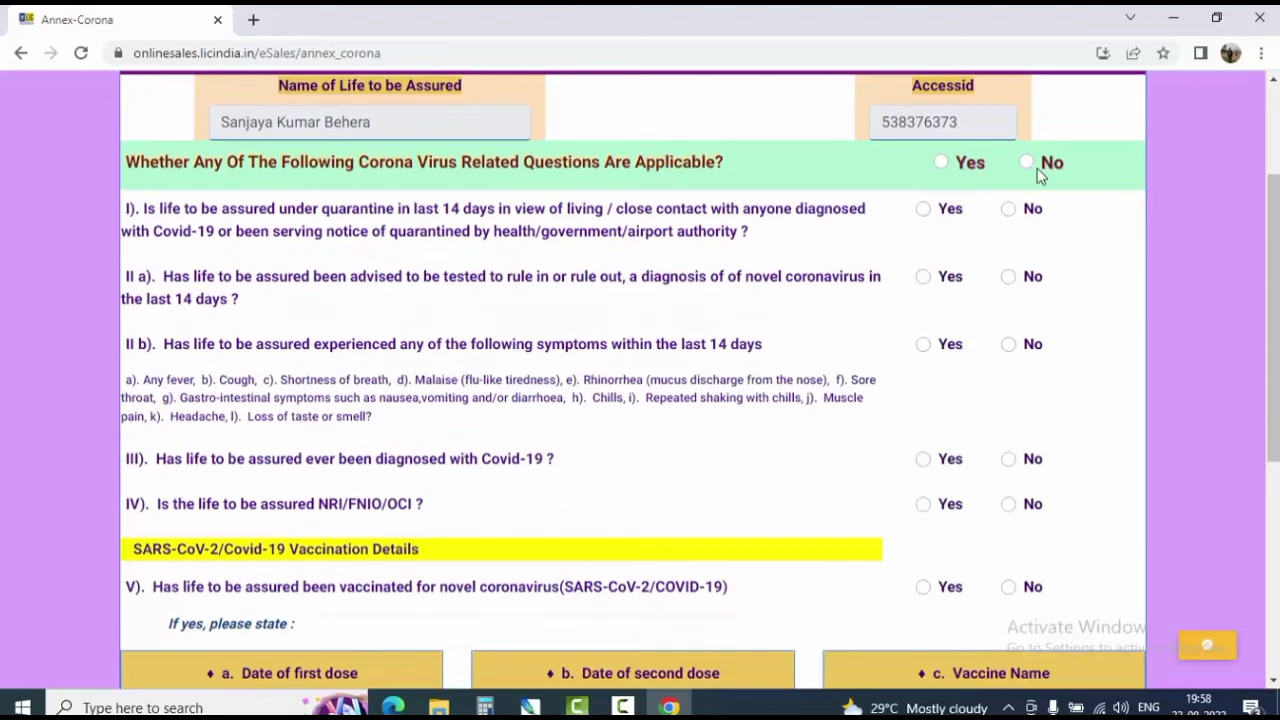 Annex-Corona
onlinesales.licindia.in/eSales/annex_corona
Name of Life to be Assured
Accessid
Sanjaya Kumar Behera
538376373
Whether Any Of The Following Corona Virus Related Questions Are Applicable? Yes No
I). Is life to be assured under quarantine in last 14 days in view of living / close contact with anyone diagnosed Yes No
with Covid-19 or been serving notice of quarantined by health/government/airport authority ?
II a). Has life to be assured been advised to be tested to rule in or rule out, a diagnosis of of novel coronavirus in Yes No
the last 14 days ?
II b). Has life to be assured experienced any of the following symptoms within the last 14 days Yes No
a). Any fever, b). Cough, c). Shortness of breath, d). Malaise (flu-like tiredness), e). Rhinorrhea (mucus discharge from the nose), f). Sore
throat, g). Gastro-intestinal symptoms such as nausea,vomiting and/or diarrhoea, h). Chills, i). Repeated shaking with chills, j). Muscle
pain, k). Headache, l). Loss of taste or smell?
III). Has life to be assured ever been diagnosed with Covid-19 ? Yes No
IV). Is the life to be assured NRI/FNIO/OCI ? Yes No
SARS-CoV-2/Covid-19 Vaccination Details
V). Has life to be assured been vaccinated for novel coronavirus(SARS-CoV-2/COVID-19) Yes No
If yes, please state :
Activate Window
Go to Settings to activ
♦ a. Date of first dose
♦ b. Date of second dose
♦ c. Vaccine Name
Type here to search
29°C Mostly cloudy
ENG
19:58